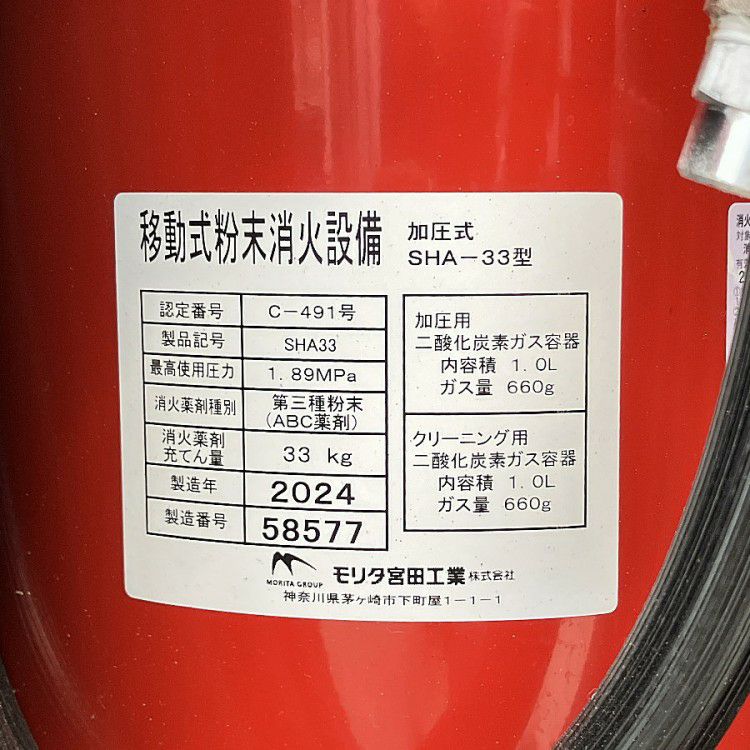 移動式粉末消火設備 加圧式
SHA-33型
認定番号 C-491号
製品記号 SHA33
最高使用圧力 1.89MPa
消火薬剤種別 第三種粉末
(ABC薬剤)
消火薬剤
充てん量 33 kg
製造年 2024
製造番号 58577
加圧用
二酸化炭素ガス容器
内容積 1.0L
ガス量 660g
クリーニング用
二酸化炭素ガス容器
内容積 1.0L
ガス量 660g
MORITA GROUP
モリタ宮田工業株式会社
神奈川県茅ヶ崎市下町屋1-1-1